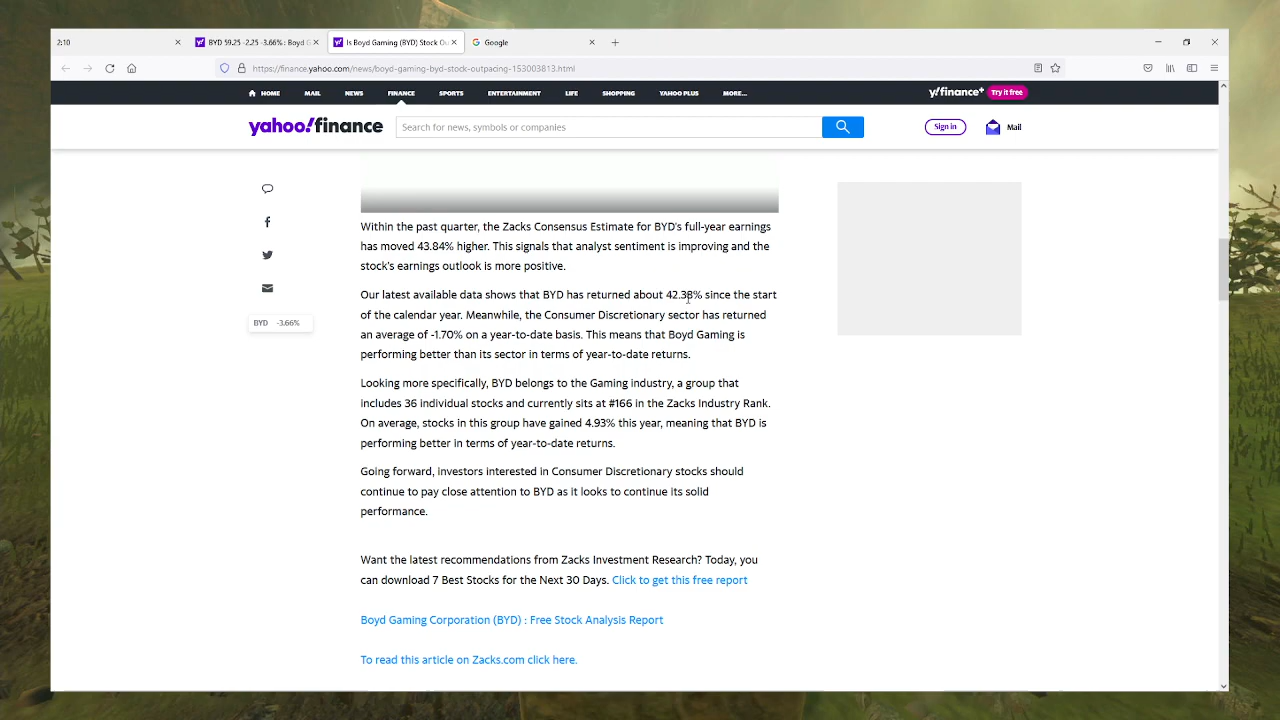 2:10
BYD 59.25 -2.25 -3.66% : Boyd G
Is Boyd Gaming (BYD) Stock Ou
Google
https://finance.yahoo.com/news/boyd-gaming-byd-stock-outpacing-153003813.html
HOME MAIL NEWS FINANCE SPORTS ENTERTAINMENT LIFE SHOPPING YAHOO PLUS MORE...
y!finance+ Try it free
yahoo!finance
Search for news, symbols or companies
Sign in
Mail
Within the past quarter, the Zacks Consensus Estimate for BYD's full-year earnings
has moved 43.84% higher. This signals that analyst sentiment is improving and the
stock's earnings outlook is more positive.
Our latest available data shows that BYD has returned about 42.38% since the start
of the calendar year. Meanwhile, the Consumer Discretionary sector has returned
an average of -1.70% on a year-to-date basis. This means that Boyd Gaming is
performing better than its sector in terms of year-to-date returns.
BYD -3.66%
Looking more specifically, BYD belongs to the Gaming industry, a group that
includes 36 individual stocks and currently sits at #166 in the Zacks Industry Rank.
On average, stocks in this group have gained 4.93% this year, meaning that BYD is
performing better in terms of year-to-date returns.
Going forward, investors interested in Consumer Discretionary stocks should
continue to pay close attention to BYD as it looks to continue its solid
performance.
Want the latest recommendations from Zacks Investment Research? Today, you
can download 7 Best Stocks for the Next 30 Days. Click to get this free report
Boyd Gaming Corporation (BYD) : Free Stock Analysis Report
To read this article on Zacks.com click here.